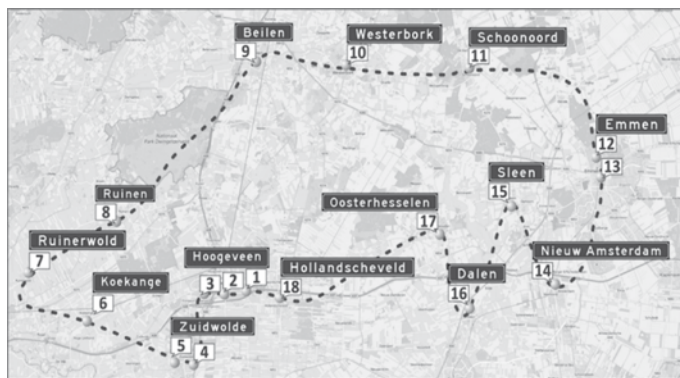 Beilen
9
Westerbork
10
Schoonoord
11
Emmen
12
13
Sleen
15
Ruinen
8
Oosterhesselen
17
Ruinerwold
7
Hoogeveen
3 2 1
Hollandscheveld
18
Nieuw Amsterdam
14
Dalen
16
Koekange
6
Zuidwolde
5 4